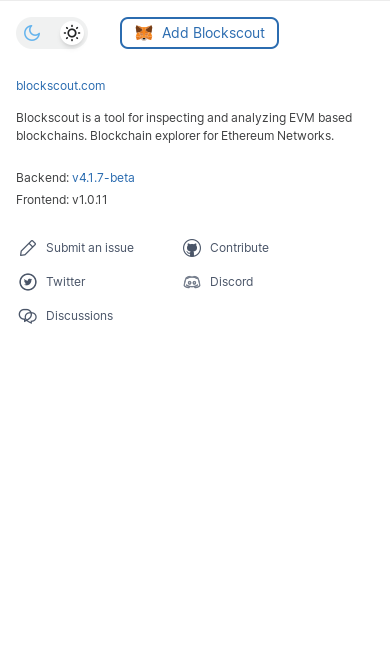 Add Blockscout
blockscout.com
Blockscout is a tool for inspecting and analyzing EVM based
blockchains. Blockchain explorer for Ethereum Networks.
Backend: v4.1.7-beta
Frontend: v1.0.11
Submit an issue
Contribute
Twitter
Discord
Discussions